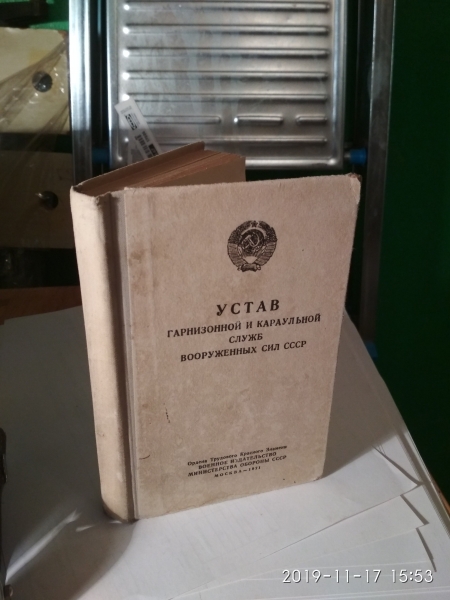 УСТАВ
ГАРНИЗОННОЙ И КАРАУЛЬНОЙ
СЛУЖБ
ВООРУЖЕННЫХ СИЛ СССР
Ордена Трудового Красного Знамени
ВОЕННОЕ ИЗДАТЕЛЬСТВО
МИНИСТЕРСТВА ОБОРОНЫ СССР
МОСКВА—1971
2019-11-17 15:53